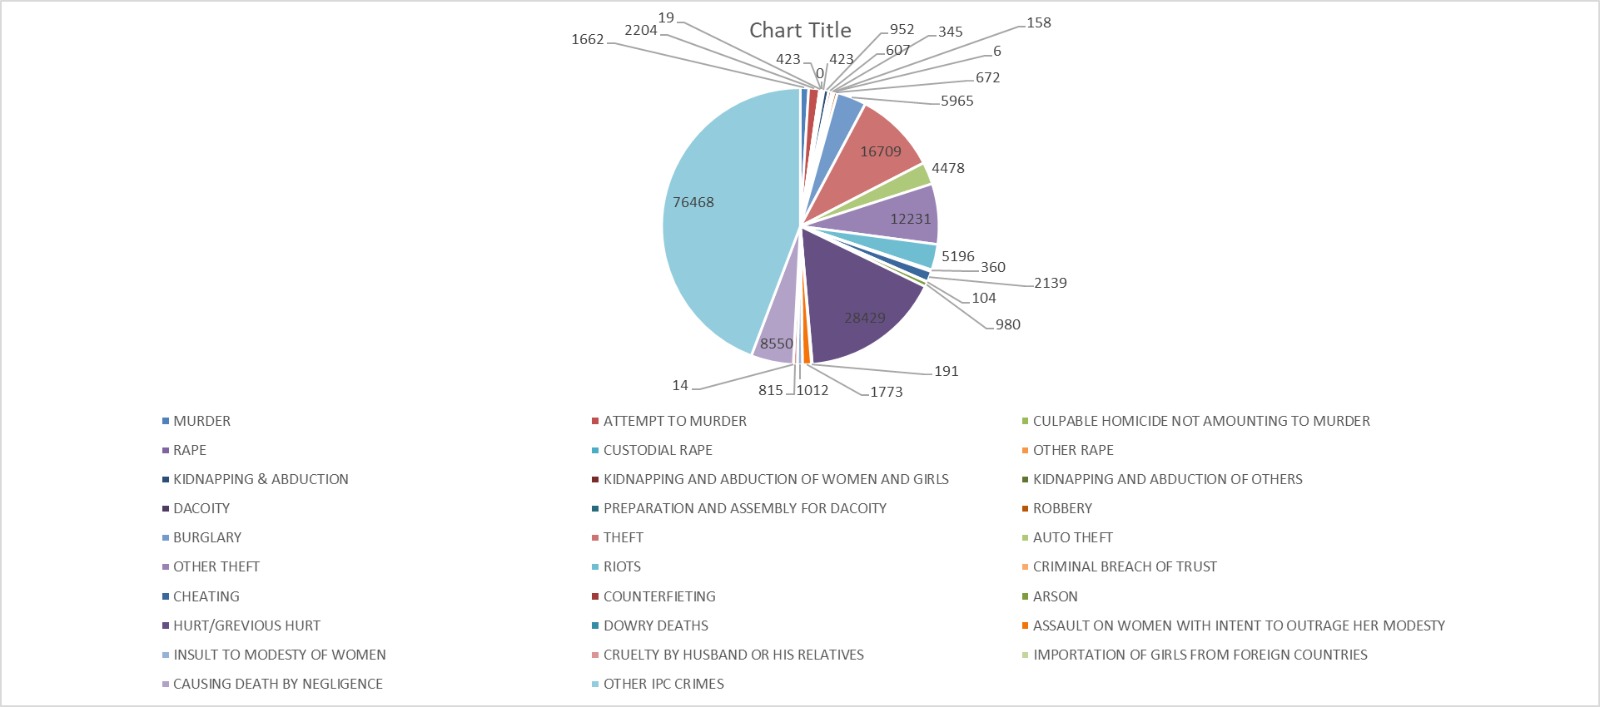 Chart Title
19
2204
1662
423
0
423
952
607
345
158
6
672
5965
16709
4478
12231
5196
360
2139
104
980
28429
191
1773
1012
815
14
8550
76468
MURDER
ATTEMPT TO MURDER
CULPABLE HOMICIDE NOT AMOUNTING TO MURDER
RAPE
CUSTODIAL RAPE
OTHER RAPE
KIDNAPPING & ABDUCTION
KIDNAPPING AND ABDUCTION OF WOMEN AND GIRLS
KIDNAPPING AND ABDUCTION OF OTHERS
DACOITY
PREPARATION AND ASSEMBLY FOR DACOITY
ROBBERY
BURGLARY
THEFT
AUTO THEFT
OTHER THEFT
RIOTS
CRIMINAL BREACH OF TRUST
CHEATING
COUNTERFIETING
ARSON
HURT/GREVIOUS HURT
DOWRY DEATHS
ASSAULT ON WOMEN WITH INTENT TO OUTRAGE HER MODESTY
INSULT TO MODESTY OF WOMEN
CRUELTY BY HUSBAND OR HIS RELATIVES
IMPORTATION OF GIRLS FROM FOREIGN COUNTRIES
CAUSING DEATH BY NEGLIGENCE
OTHER IPC CRIMES